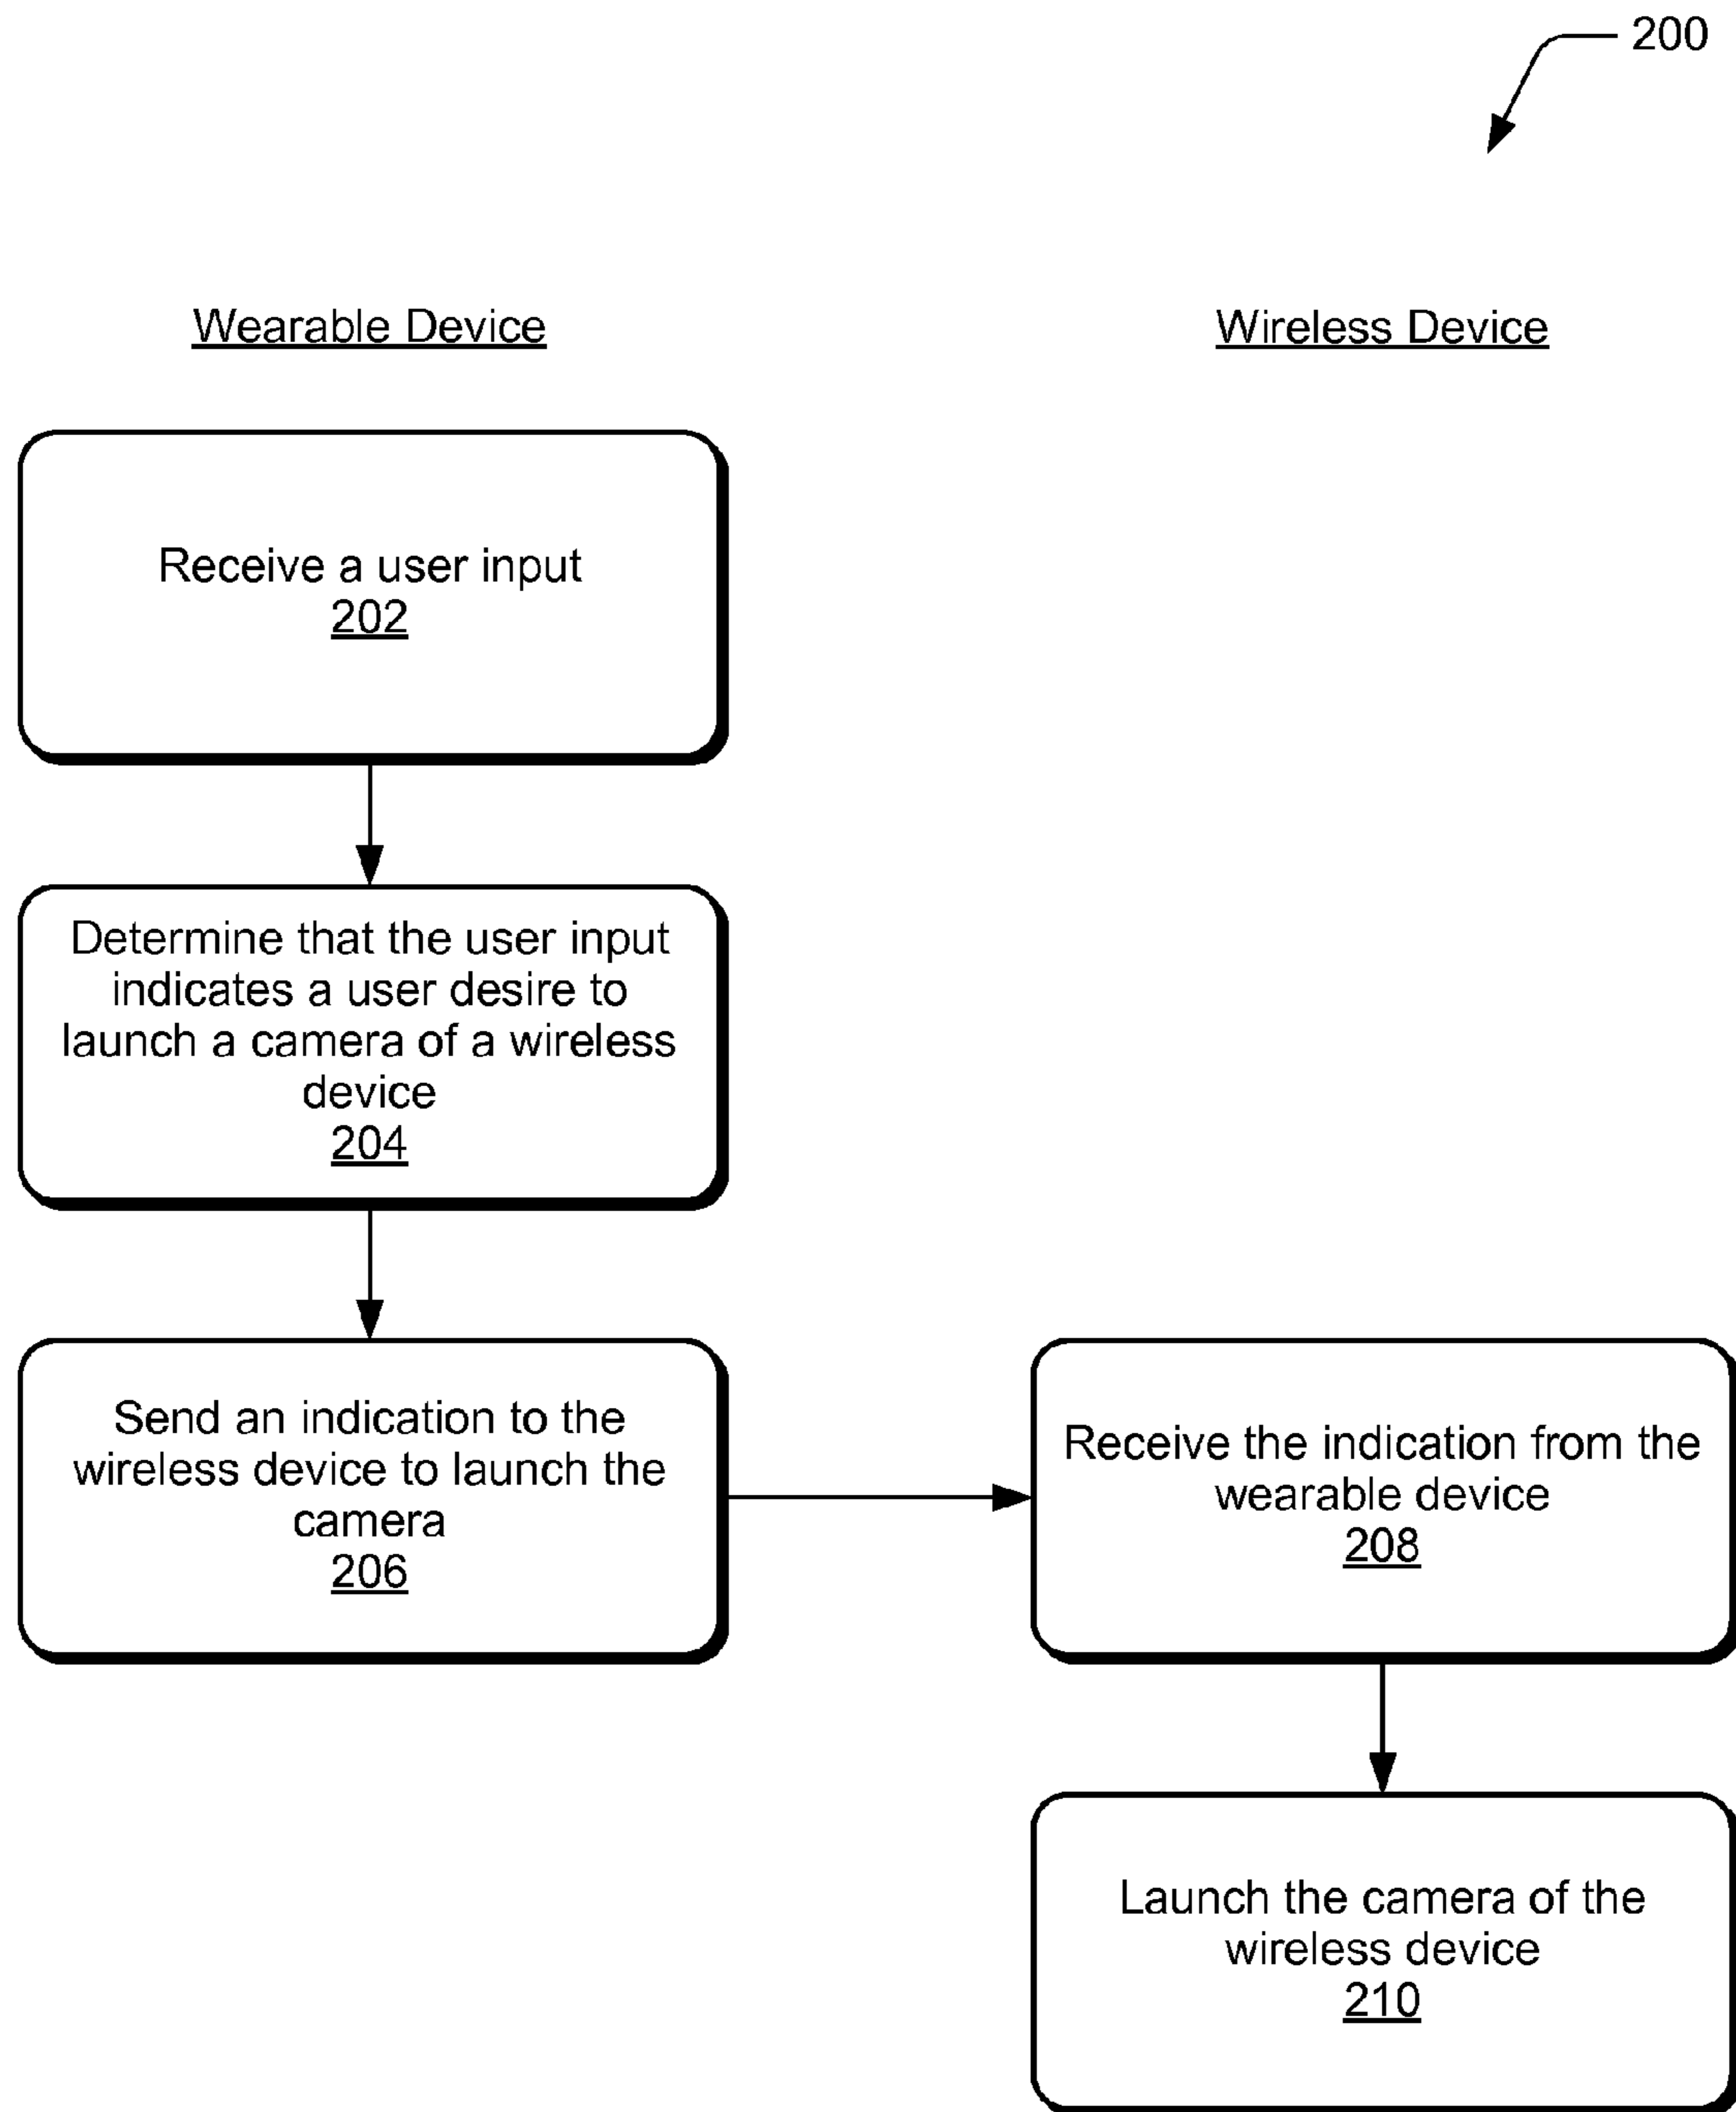 200
Wearable Device
Wireless Device
Receive a user input
202
Determine that the user input
indicates a user desire to
launch a camera of a wireless
device
204
Send an indication to the
wireless device to launch the
camera
206
Receive the indication from the
wearable device
208
Launch the camera of the
wireless device
210